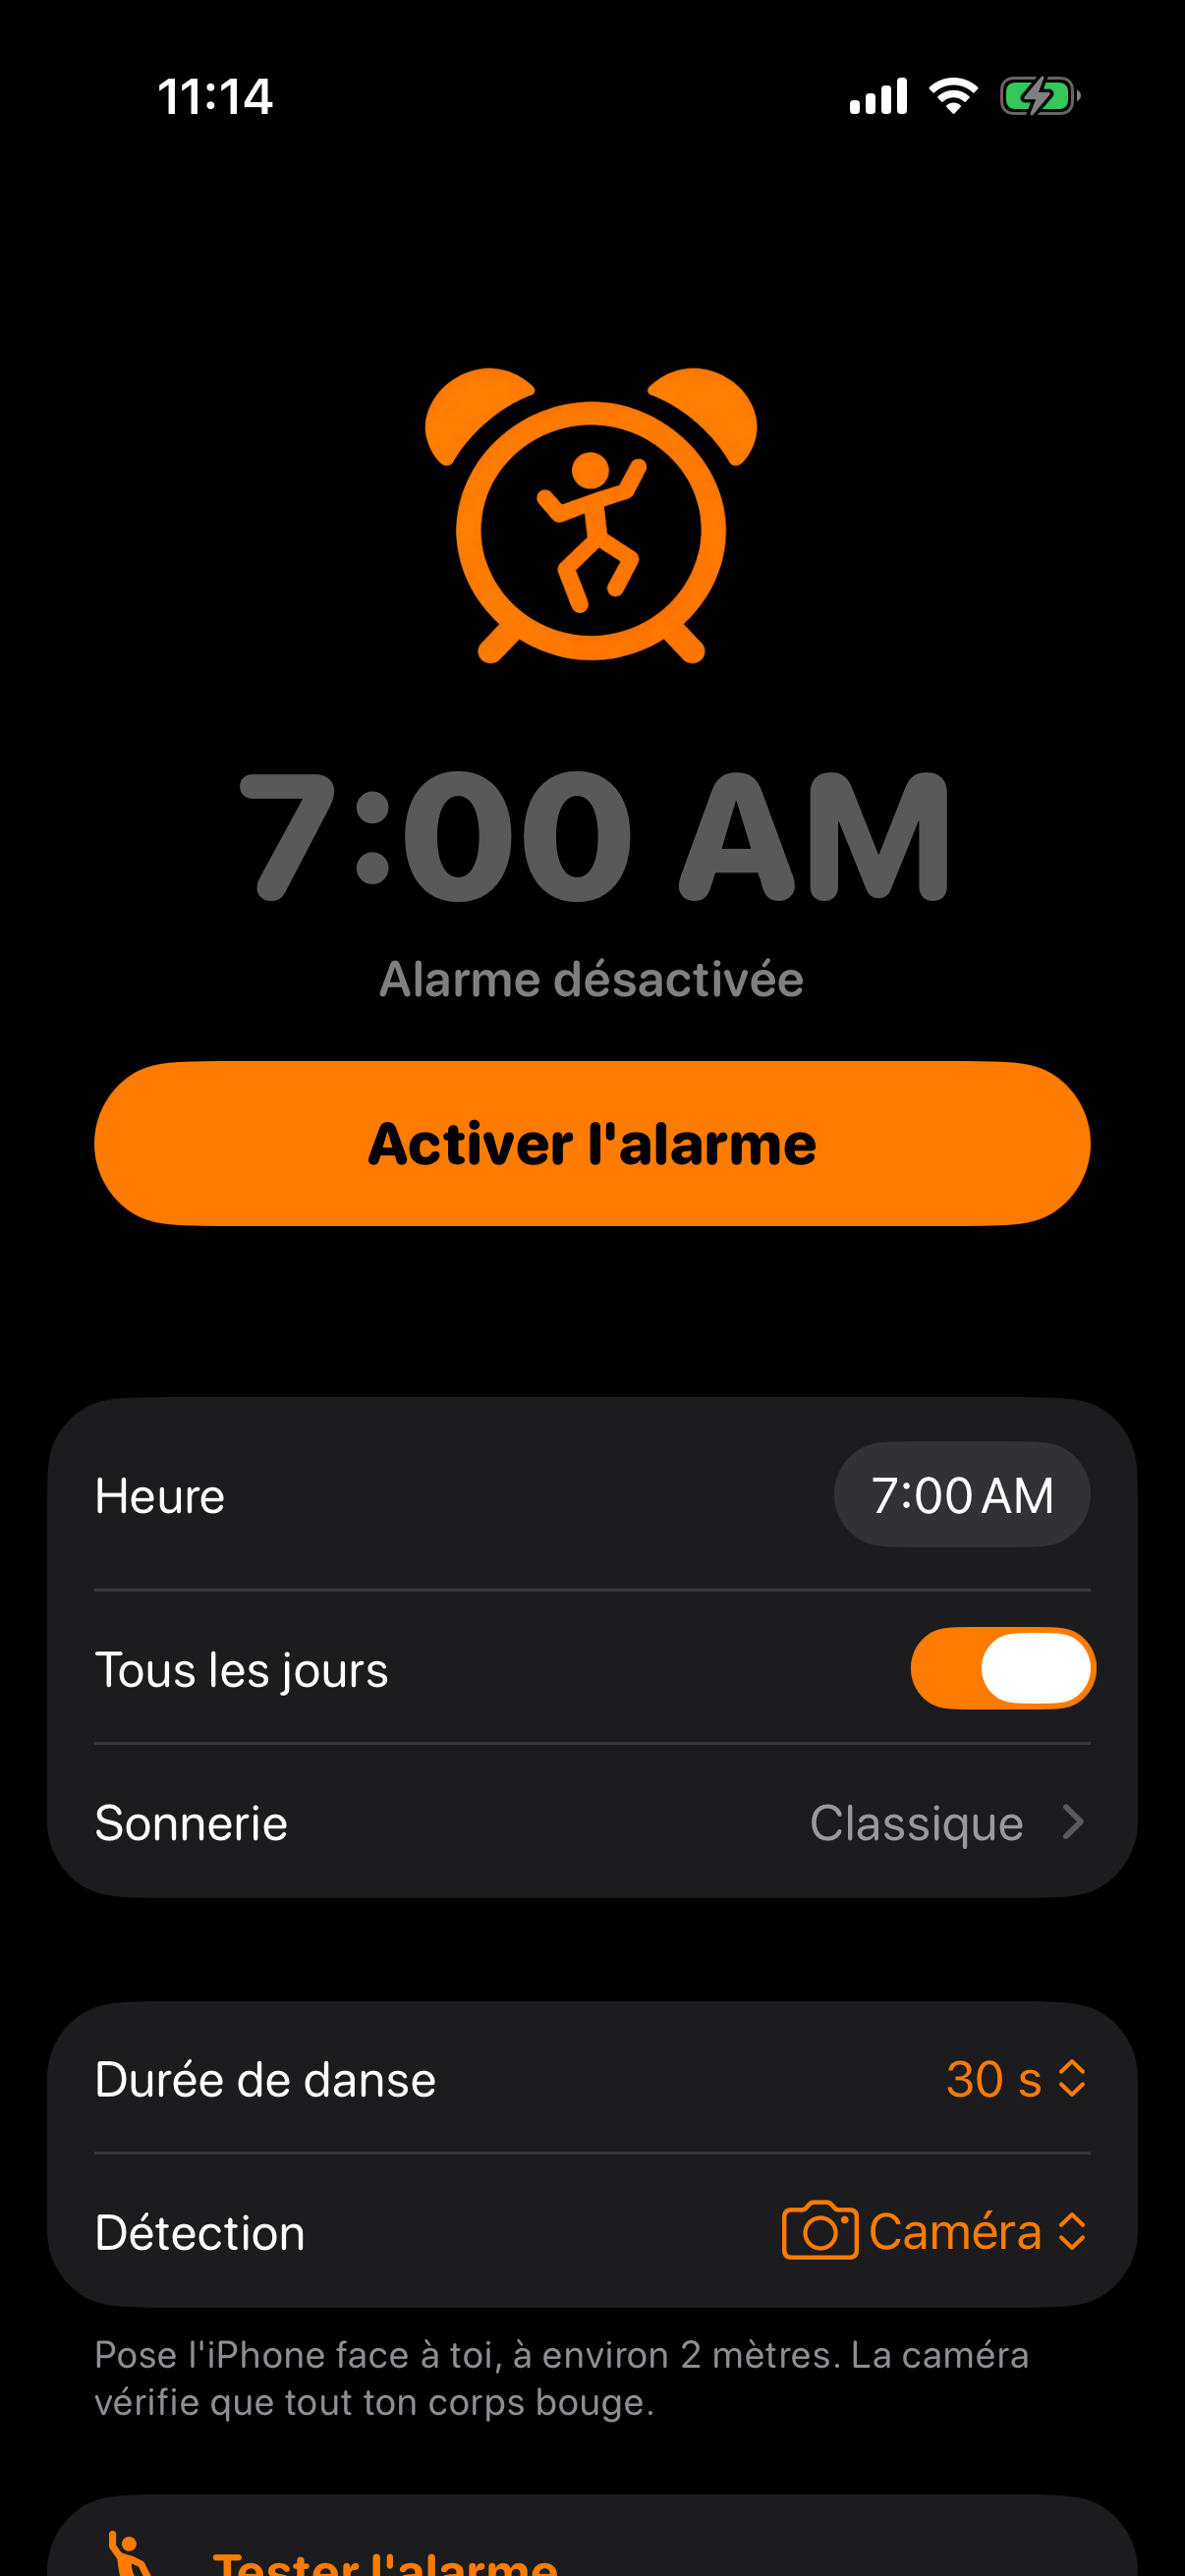 11:14
7:00 AM
Alarme désactivée
Activer l'alarme
Heure 7:00 AM
Tous les jours
Sonnerie Classique
Durée de danse 30 s
Détection Caméra
Pose l'iPhone face à toi, à environ 2 mètres. La caméra
vérifie que tout ton corps bouge.
Tester l'alarme